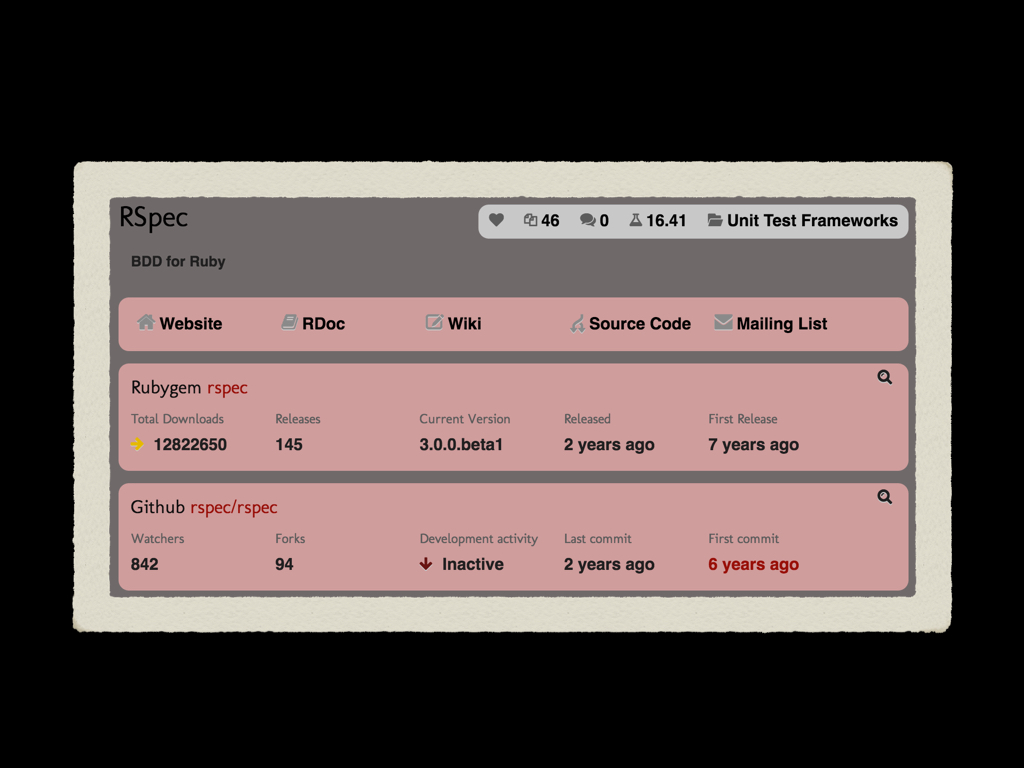 RSpec
46 0 16.41 Unit Test Frameworks
BDD for Ruby
Website RDoc Wiki Source Code Mailing List
Rubygem rspec
Total Downloads Releases Current Version Released First Release
12822650 145 3.0.0.beta1 2 years ago 7 years ago
Github rspec/rspec
Watchers Forks Development activity Last commit First commit
842 94 Inactive 2 years ago 6 years ago